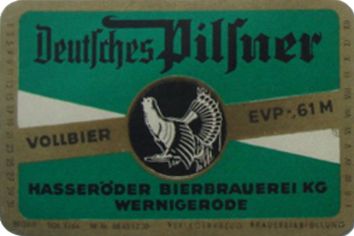 Deutsches Pilsner
VOLLBIER
EVP -,61 M
HASSERÖDER BIERBRAUEREI KG
WERNIGERODE